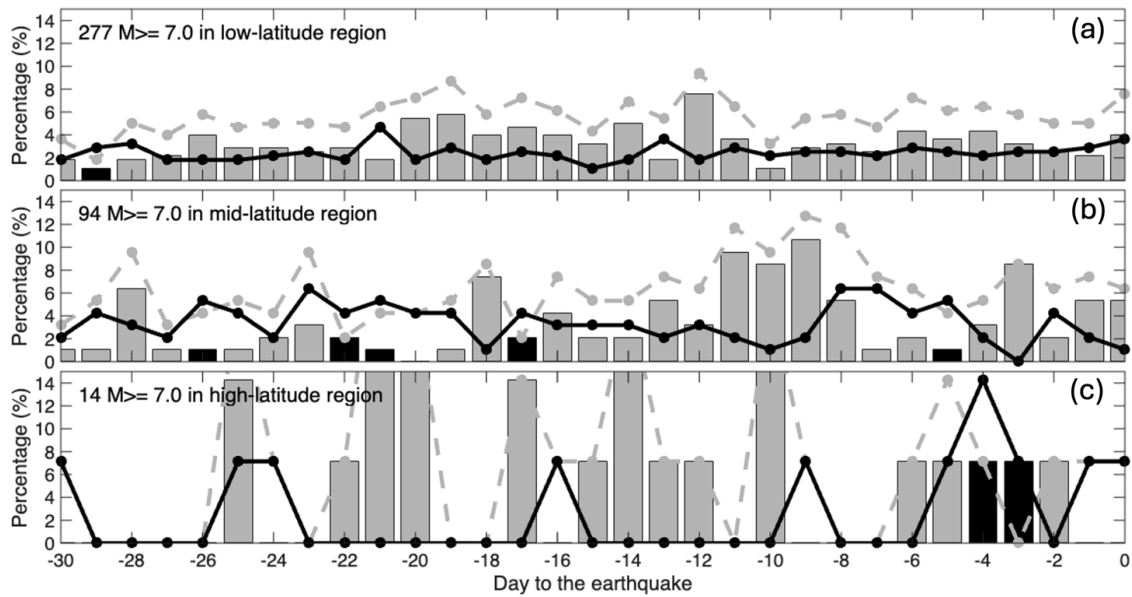 277 M>= 7.0 in low-latitude region
(a)
Percentage (%)
14
12
10
8
6
4
2
0
94 M>= 7.0 in mid-latitude region
(b)
Percentage (%)
14
12
10
8
6
4
2
0
14 M>= 7.0 in high-latitude region
(c)
Percentage (%)
14
12
10
8
6
4
2
0
-30 -28 -26 -24 -22 -20 -18 -16 -14 -12 -10 -8 -6 -4 -2 0
Day to the earthquake